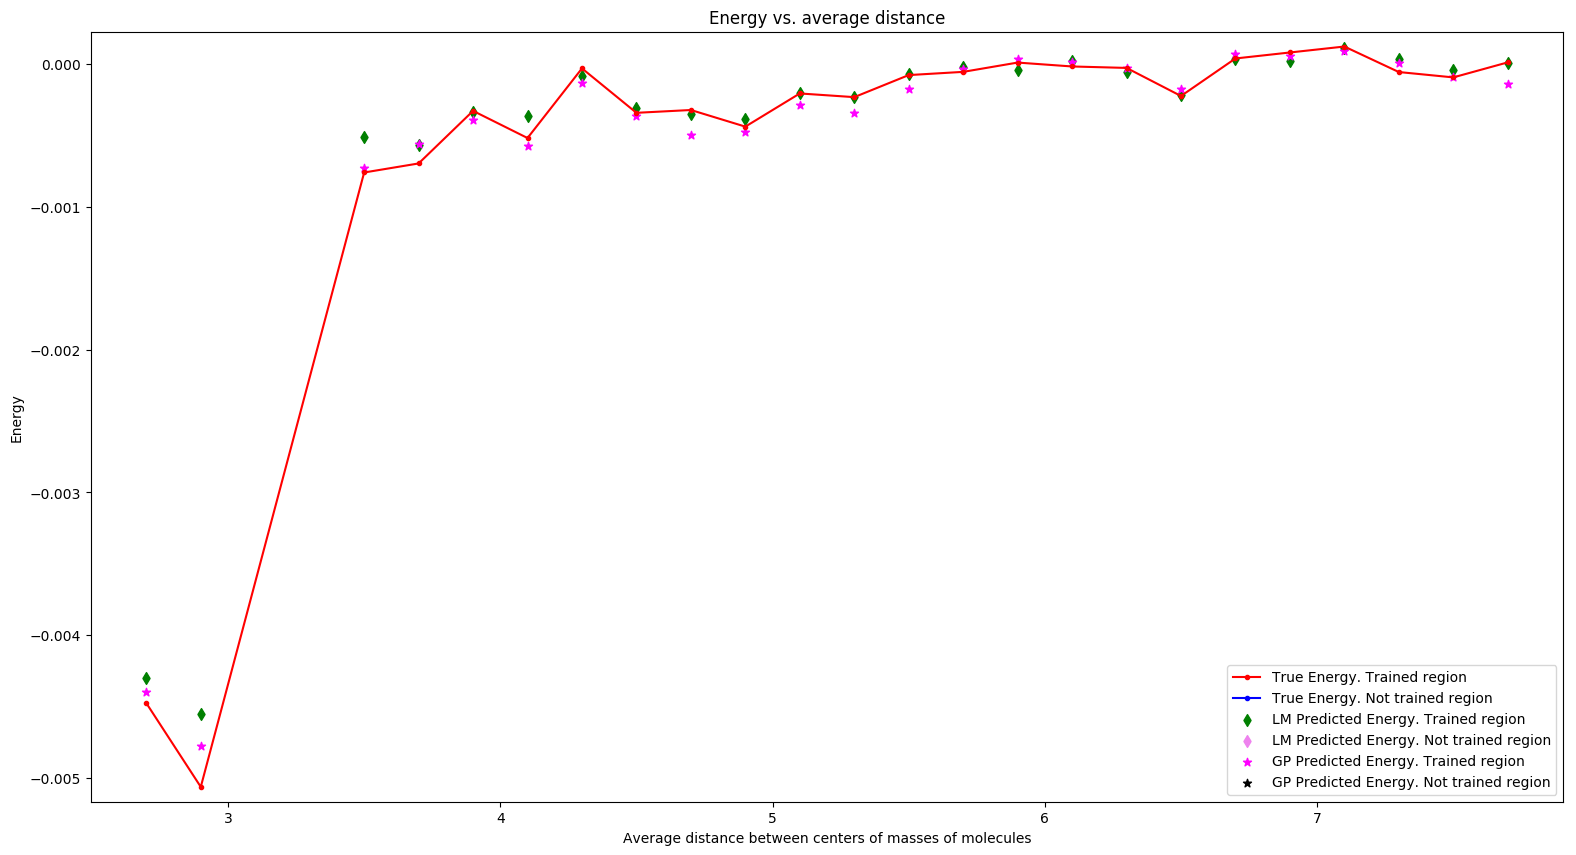 Energy vs. average distance
0.000
−0.001
−0.002
−0.003
−0.004
−0.005
Energy
3
4
5
6
7
Average distance between centers of masses of molecules
True Energy. Trained region
True Energy. Not trained region
LM Predicted Energy. Trained region
LM Predicted Energy. Not trained region
GP Predicted Energy. Trained region
GP Predicted Energy. Not trained region